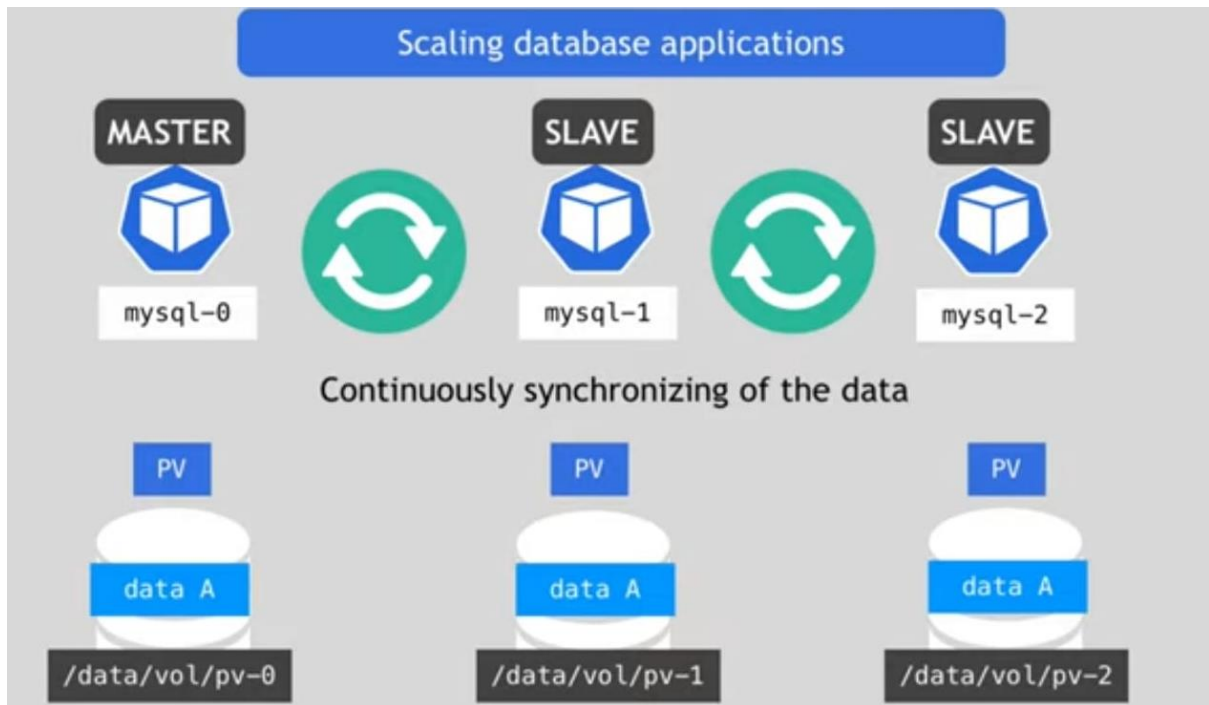 Scaling database applications
MASTER
SLAVE
SLAVE
mysql-0
mysql-1
mysql-2
Continuously synchronizing of the data
PV
PV
PV
data A
data A
data A
/data/vol/pv-0
/data/vol/pv-1
/data/vol/pv-2